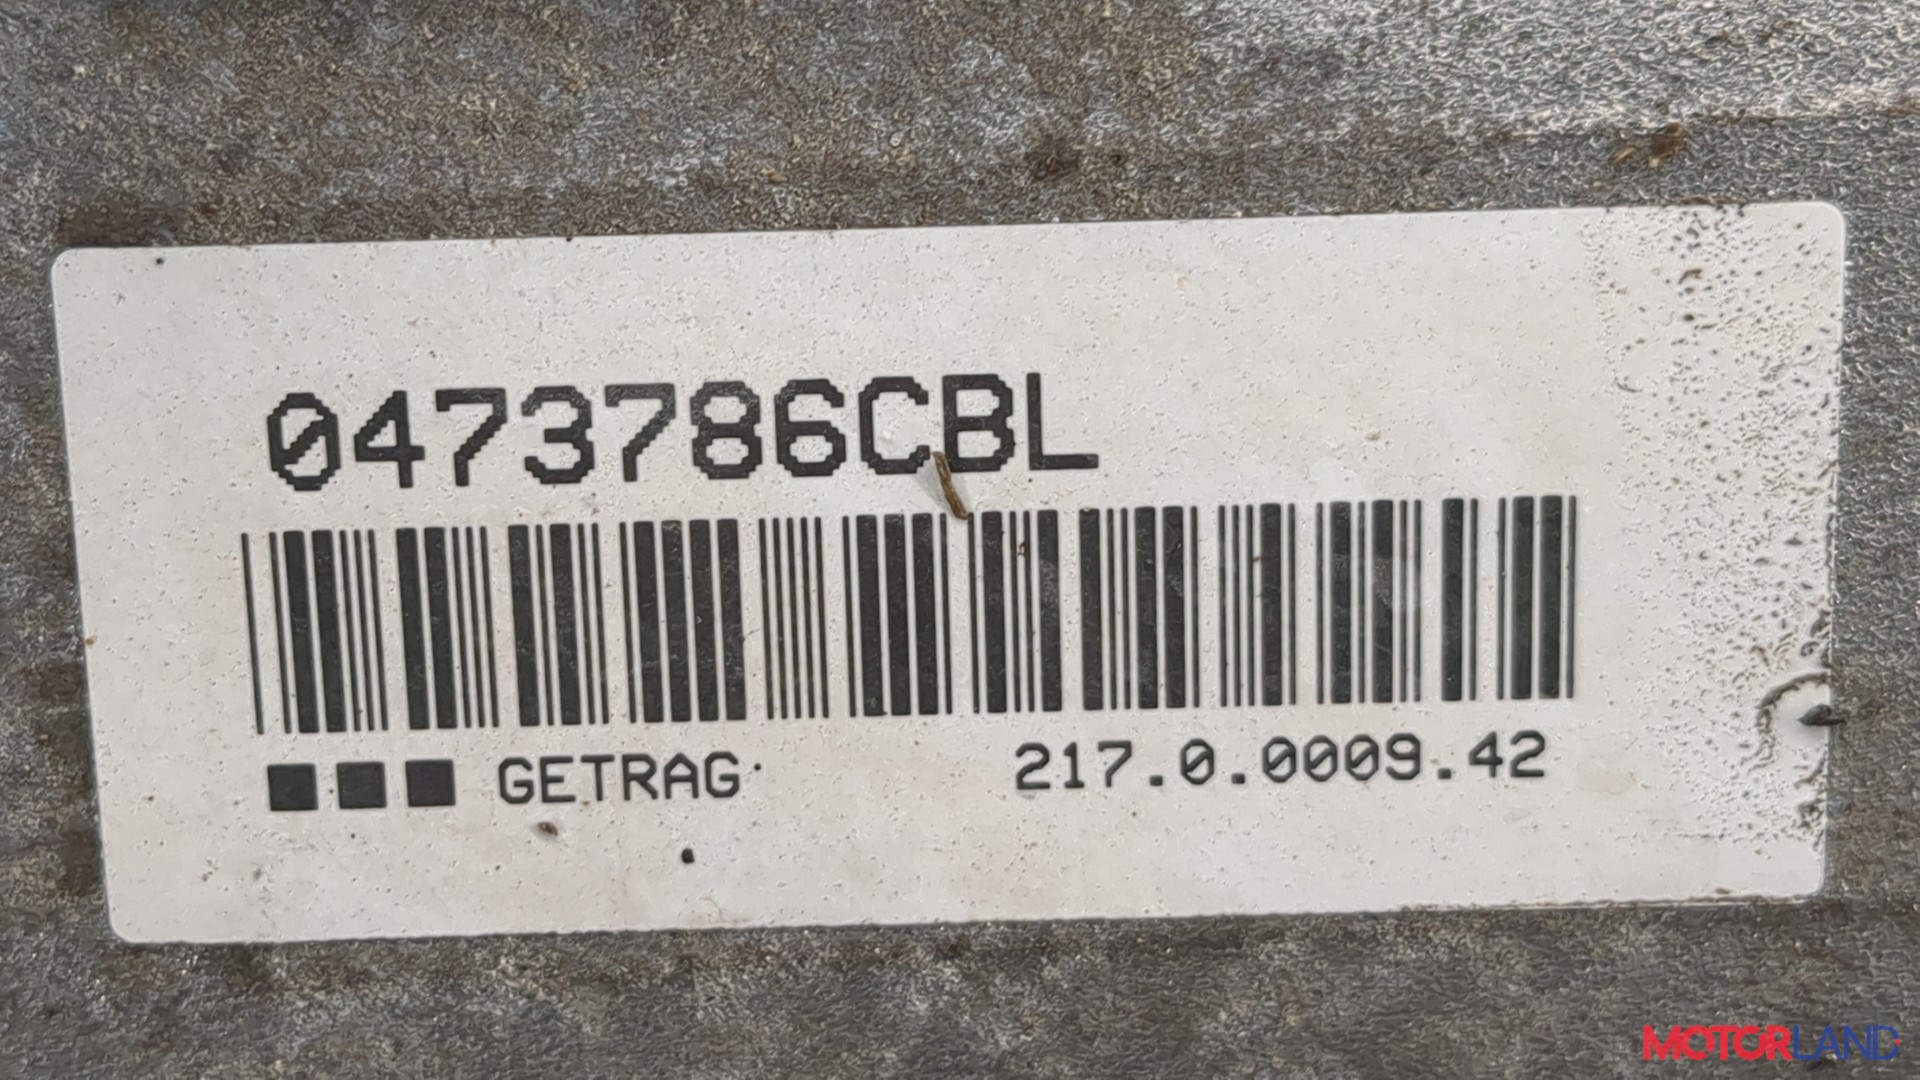 0473786CBL
GETRAG
217.0.0009.42
MOTORLAND